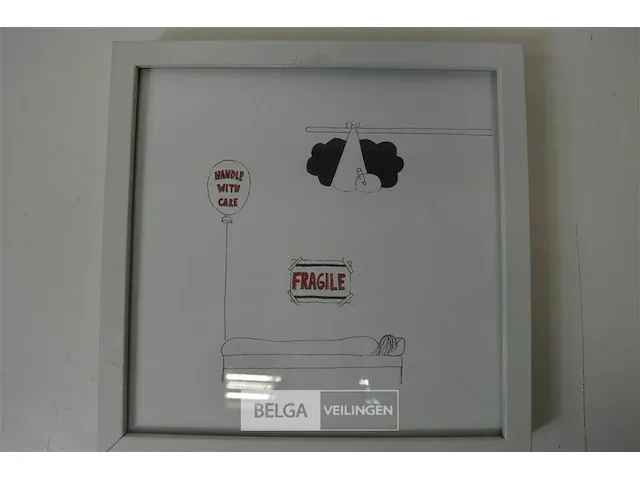 HANDLE
WITH
CARE
FRAGILE
BELGA VEILINGEN